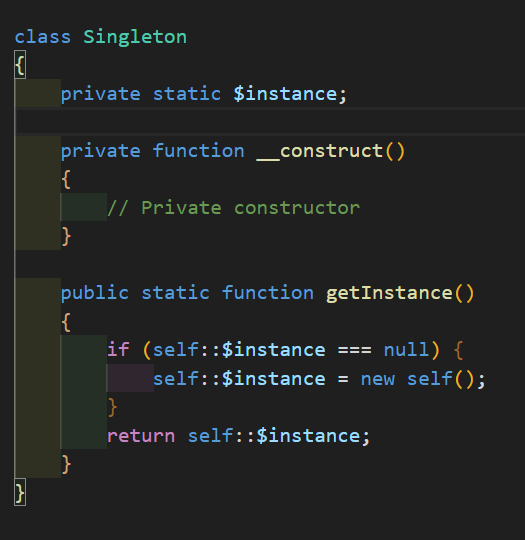 class Singleton
{
    private static $instance;

    private function __construct()
    {
        // Private constructor
    }

    public static function getInstance()
    {
        if (self::$instance === null) {
            self::$instance = new self();
        }
        return self::$instance;
    }
}